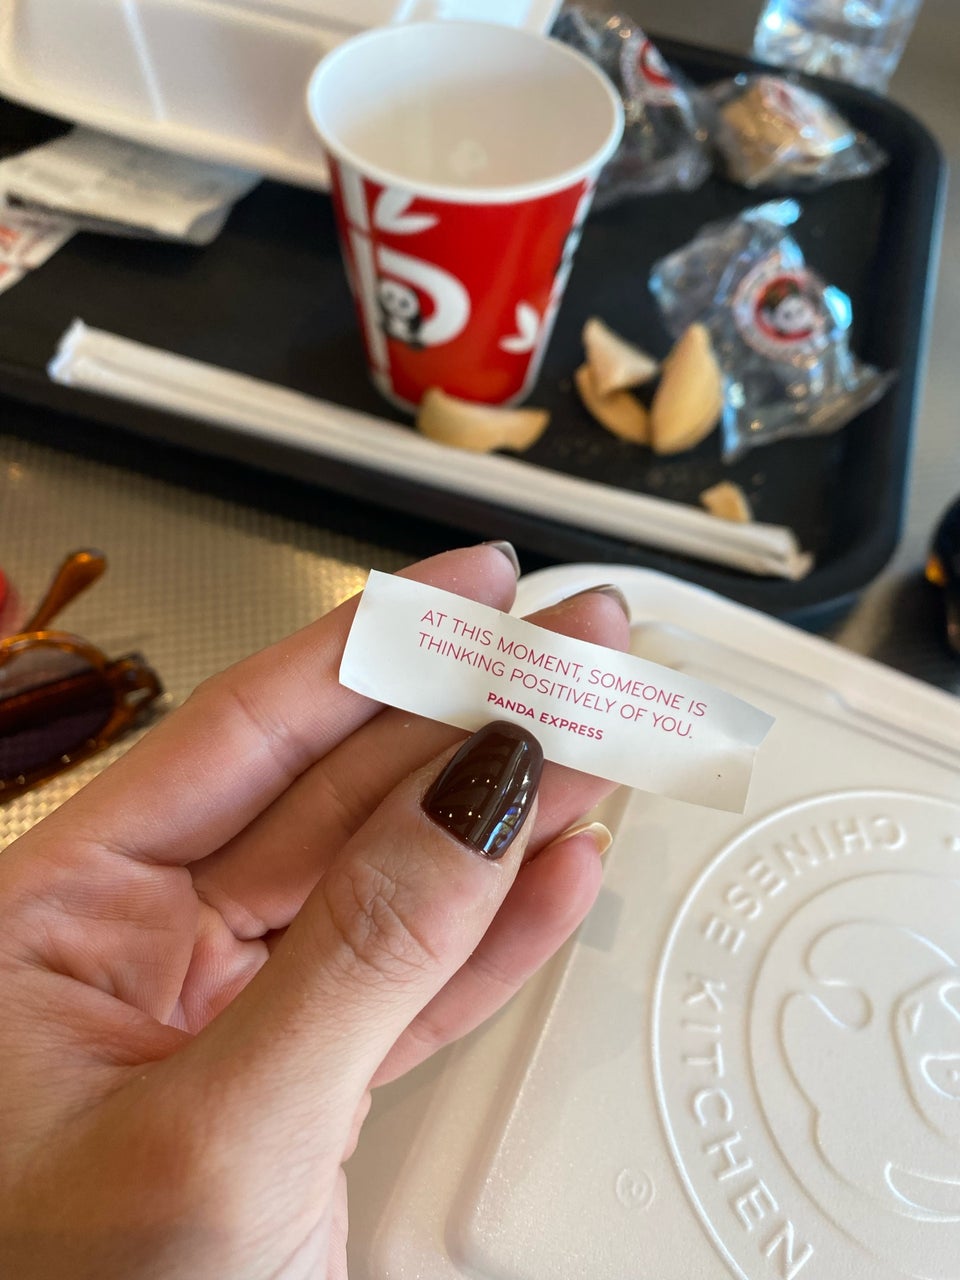 AT THIS MOMENT, SOMEONE IS
THINKING POSITIVELY OF YOU.
PANDA EXPRESS
CHINESE KITCHEN